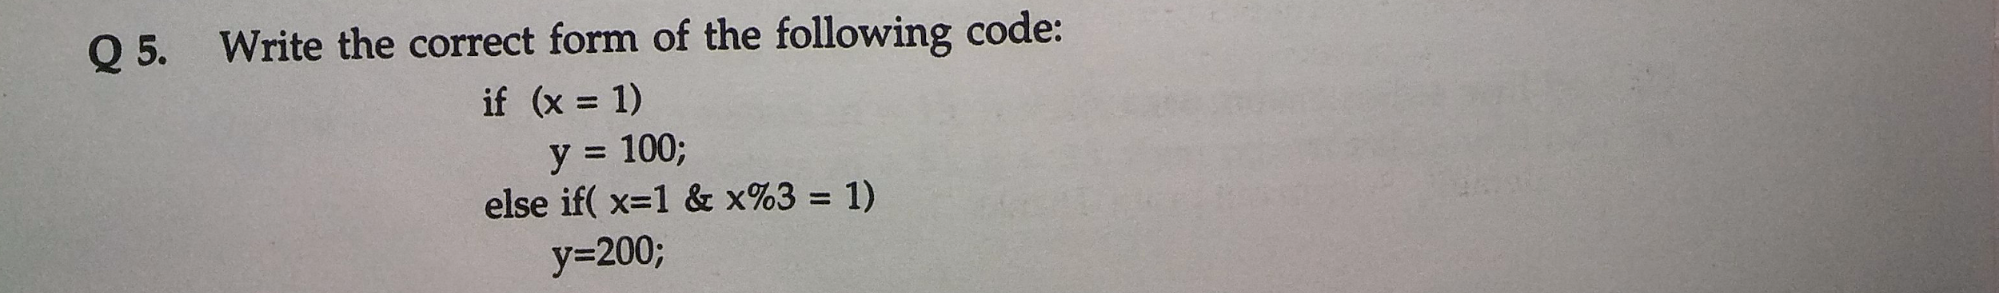 Q 5. Write the correct form of the following code:
if (x = 1)
y = 100;
else if( x=1 & x%3 = 1)
y=200;